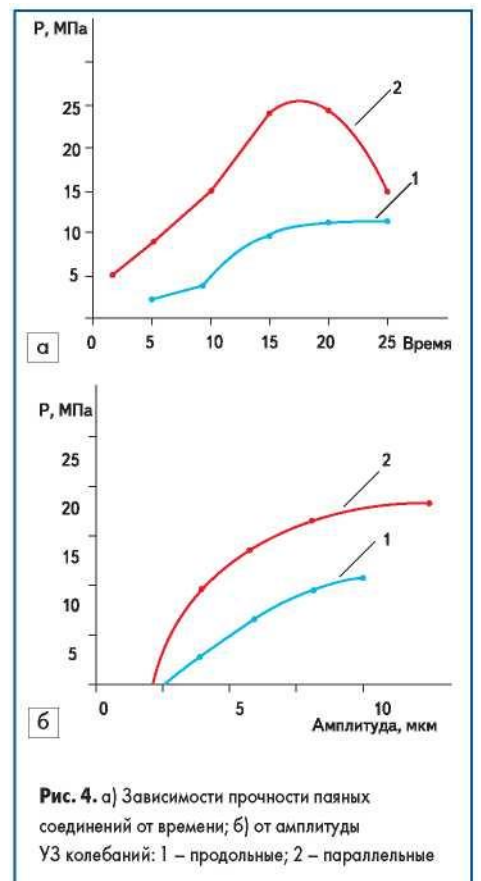 Р, МПа
25
20
15
10
5
2
1
а
0 5 10 15 20 25 Время
Р, МПа
25
20
15
10
5
2
1
б
0 5 10
Амплитуда, мкм
Рис. 4. а) Зависимости прочности паяных
соединений от времени; б) от амплитуды
УЗ колебаний: 1 – продольные; 2 – параллельные